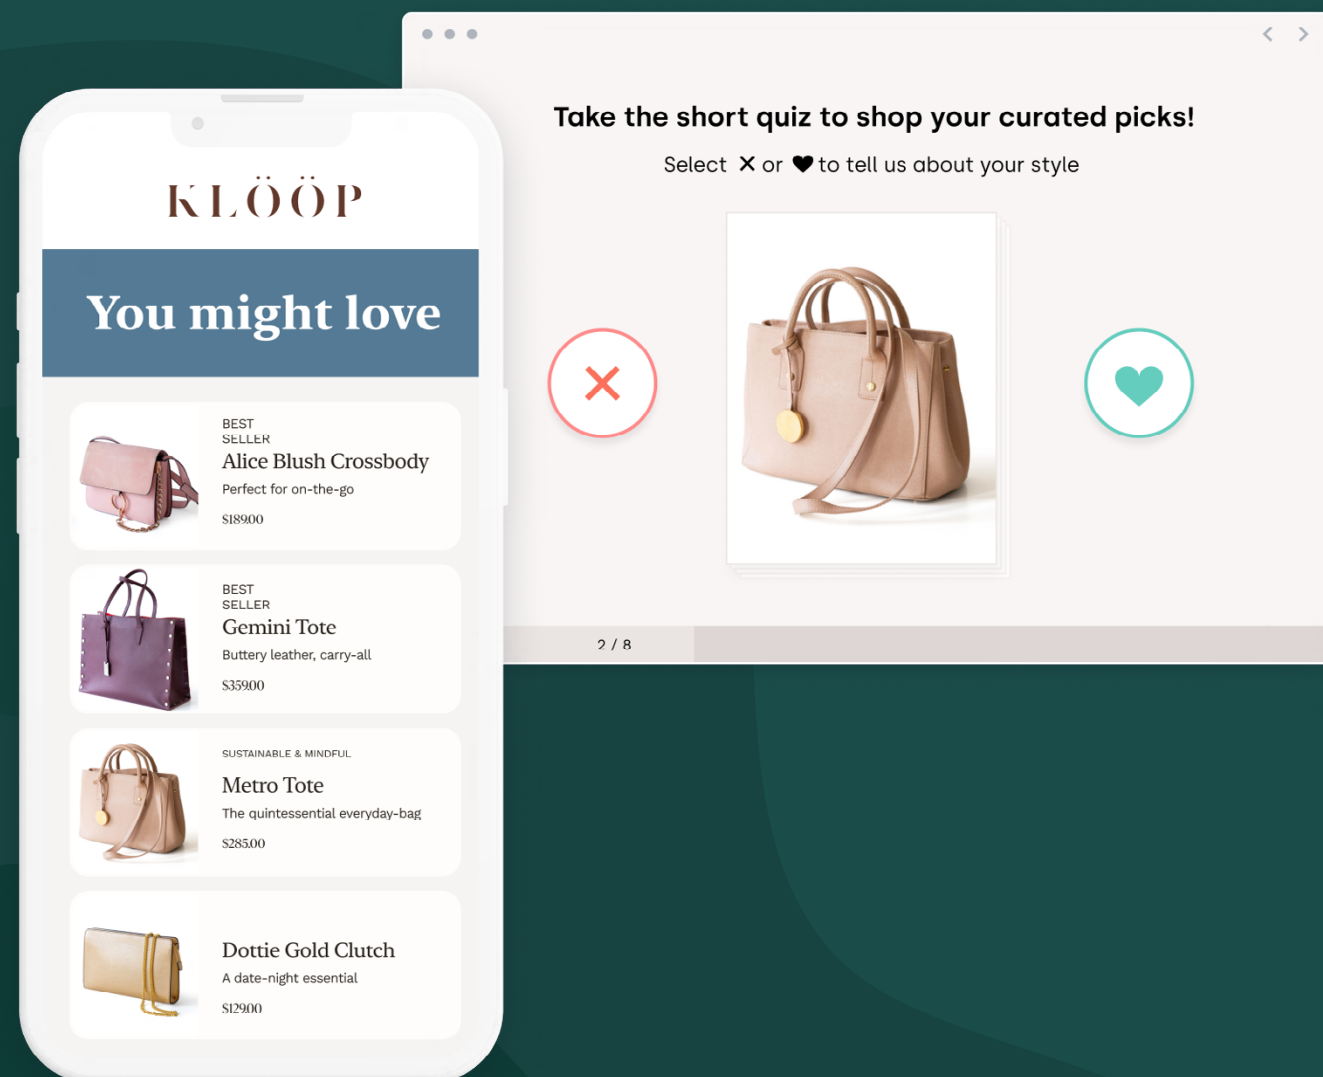 KLÖÖP
You might love
BEST
SELLER
Alice Blush Crossbody
Perfect for on-the-go
$189.00
BEST
SELLER
Gemini Tote
Buttery leather, carry-all
$359.00
SUSTAINABLE & MINDFUL
Metro Tote
The quintessential everyday-bag
$285.00
Dottie Gold Clutch
A date-night essential
$129.00
Take the short quiz to shop your curated picks!
Select ✕ or ♥ to tell us about your style
2 / 8